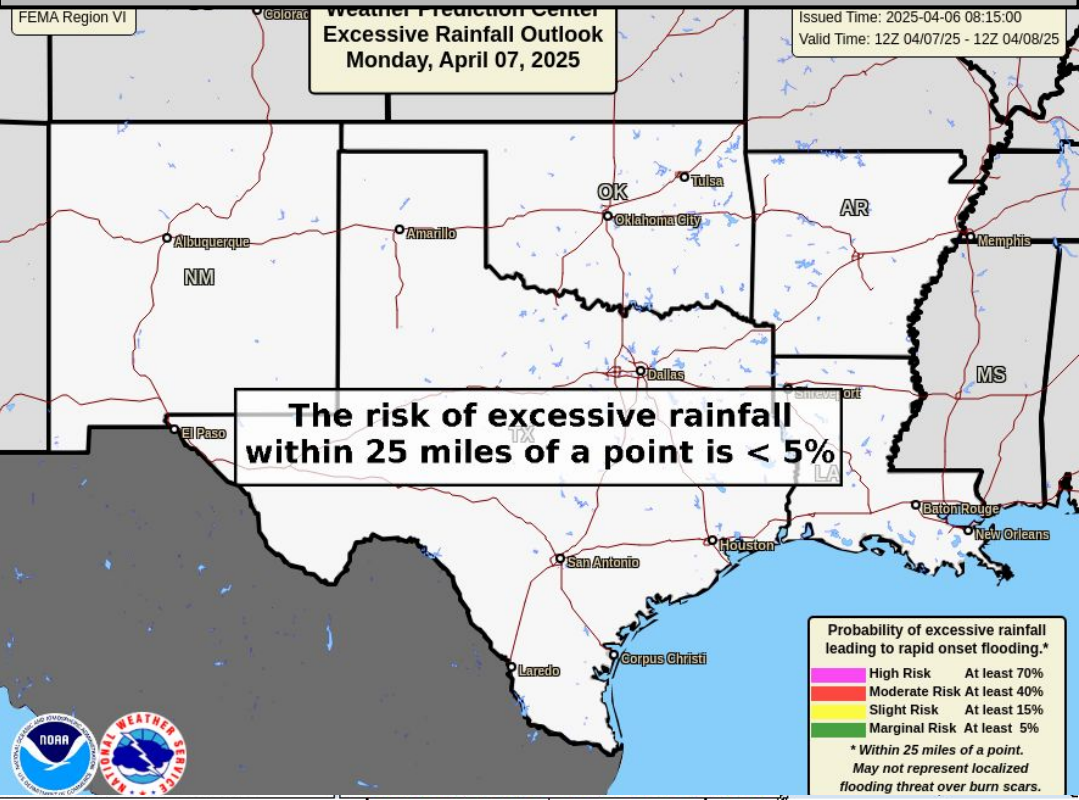 FEMA Region VI
Weather Prediction Center
Excessive Rainfall Outlook
Monday, April 07, 2025
Issued Time: 2025-04-06 08:15:00
Valid Time: 12Z 04/07/25 - 12Z 04/08/25
Tulsa
OK
AR
Oklahoma City
Albuquerque
Amarillo
Memphis
NM
Dallas
MS
Shreveport
The risk of excessive rainfall
within 25 miles of a point is < 5%
El Paso
TX
LA
Baton Rouge
New Orleans
Houston
San Antonio
Corpus Christi
Laredo
Probability of excessive rainfall
leading to rapid onset flooding.*
High Risk At least 70%
Moderate Risk At least 40%
Slight Risk At least 15%
Marginal Risk At least 5%
* Within 25 miles of a point.
May not represent localized
flooding threat over burn scars.
NOAA
NATIONAL WEATHER SERVICE